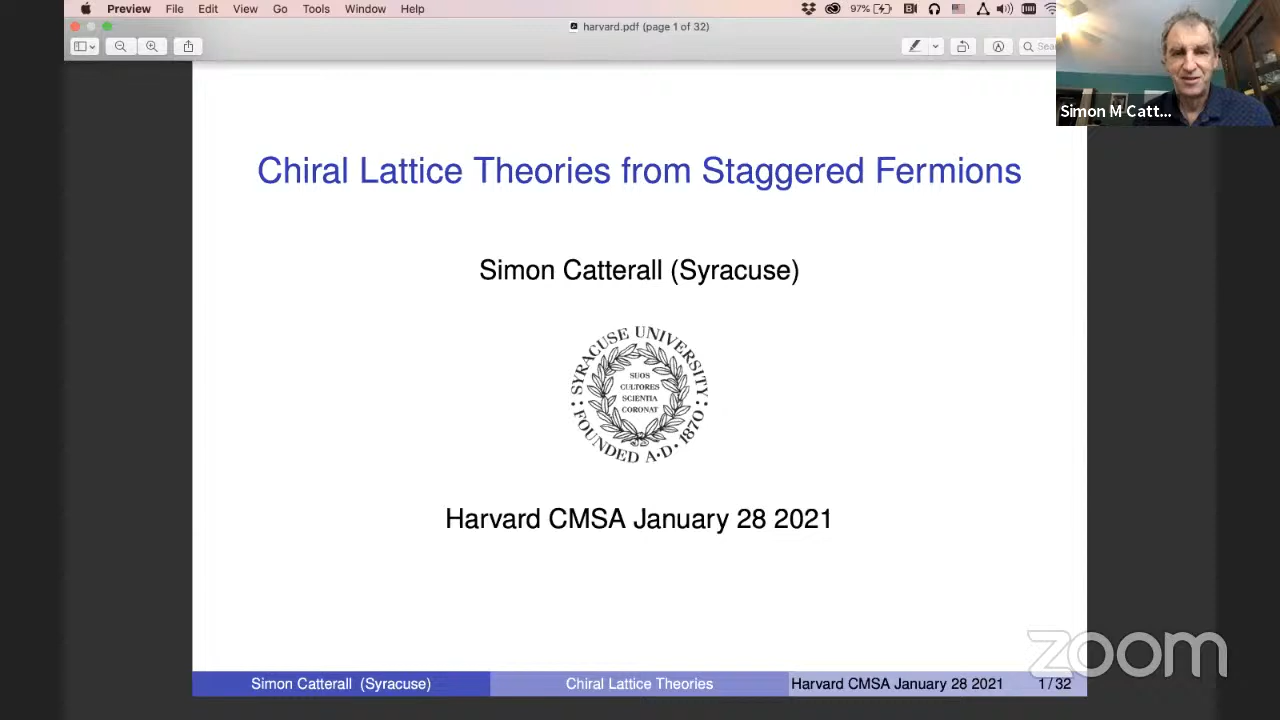 Preview File Edit View Go Tools Window Help
97%
harvard.pdf (page 1 of 32)
Simon M Catt...
Chiral Lattice Theories from Staggered Fermions
Simon Catterall (Syracuse)
SYRACUSE UNIVERSITY
SUOS
CULTORES
SCIENTIA
CORONAT
FOUNDED A·D·1870
Harvard CMSA January 28 2021
zoom
Simon Catterall (Syracuse) Chiral Lattice Theories Harvard CMSA January 28 2021 1 / 32